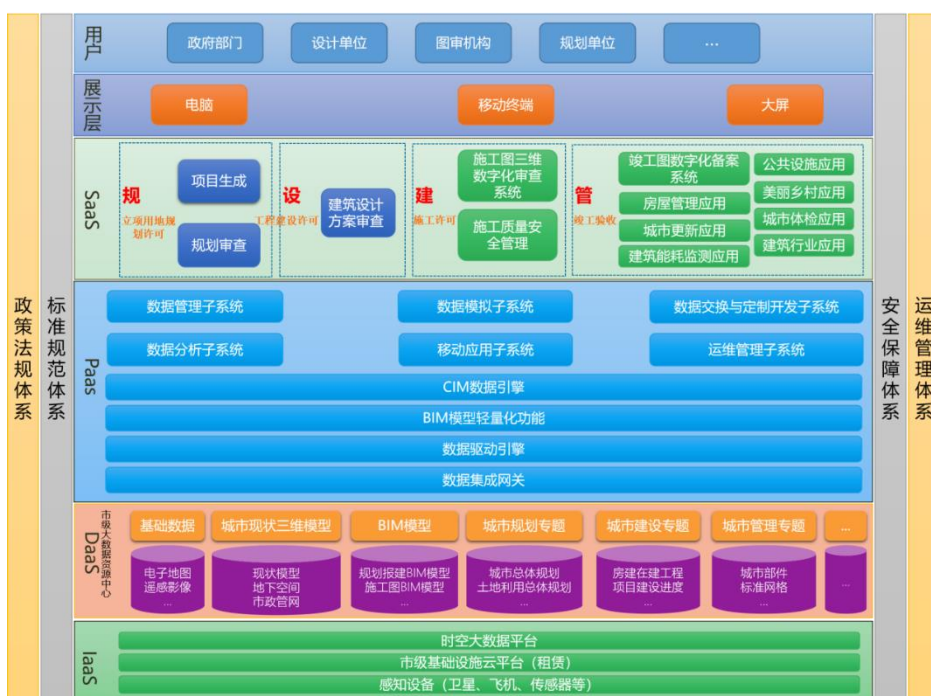 政策法规体系
标准规范体系
用户
政府部门
设计单位
图审机构
规划单位
...
展示层
电脑
移动终端
大屏
SaaS
规
立项用地规
划许可
项目生成
规划审查
设
工程建设许可
建筑设计
方案审查
建
施工许可
施工图三维
数字化审查
系统
施工质量安
全管理
管
竣工验收
竣工图数字化备案
系统
房屋管理应用
城市更新应用
建筑能耗监测应用
公共设施应用
美丽乡村应用
城市体检应用
建筑行业应用
Paas
数据管理子系统
数据模拟子系统
数据交换与定制开发子系统
数据分析子系统
移动应用子系统
运维管理子系统
CIM数据引擎
BIM模型轻量化功能
数据驱动引擎
数据集成网关
市级大数据资源中心
DaaS
基础数据
城市现状三维模型
BIM模型
城市规划专题
城市建设专题
城市管理专题
...
电子地图
遥感影像
...
现状模型
地下空间
市政管网
规划报建BIM模型
施工图BIM模型
...
城市总体规划
土地利用总体规划
...
房建在建工程
项目建设进度
...
城市部件
标准网格
...
...
IaaS
时空大数据平台
市级基础设施云平台（租赁）
感知设备（卫星、飞机、传感器等）
安全保障体系
运维管理体系